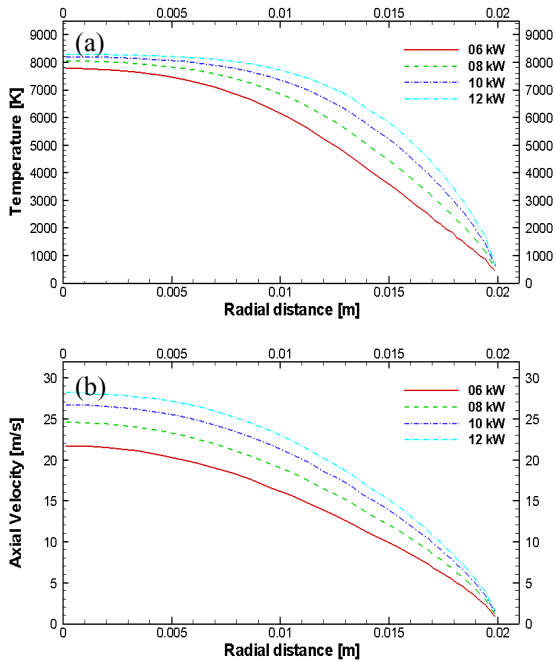 0 0.005 0.01 0.015 0.02
(a)
06 kW
08 kW
10 kW
12 kW
9000 9000
8000 8000
7000 7000
6000 6000
5000 5000
4000 4000
3000 3000
2000 2000
1000 1000
0 0
Temperature [K]
0 0.005 0.01 0.015 0.02
Radial distance [m]
0 0.005 0.01 0.015 0.02
(b)
06 kW
08 kW
10 kW
12 kW
30 30
25 25
20 20
15 15
10 10
5 5
0 0
Axial Velocity [m/s]
0 0.005 0.01 0.015 0.02
Radial distance [m]